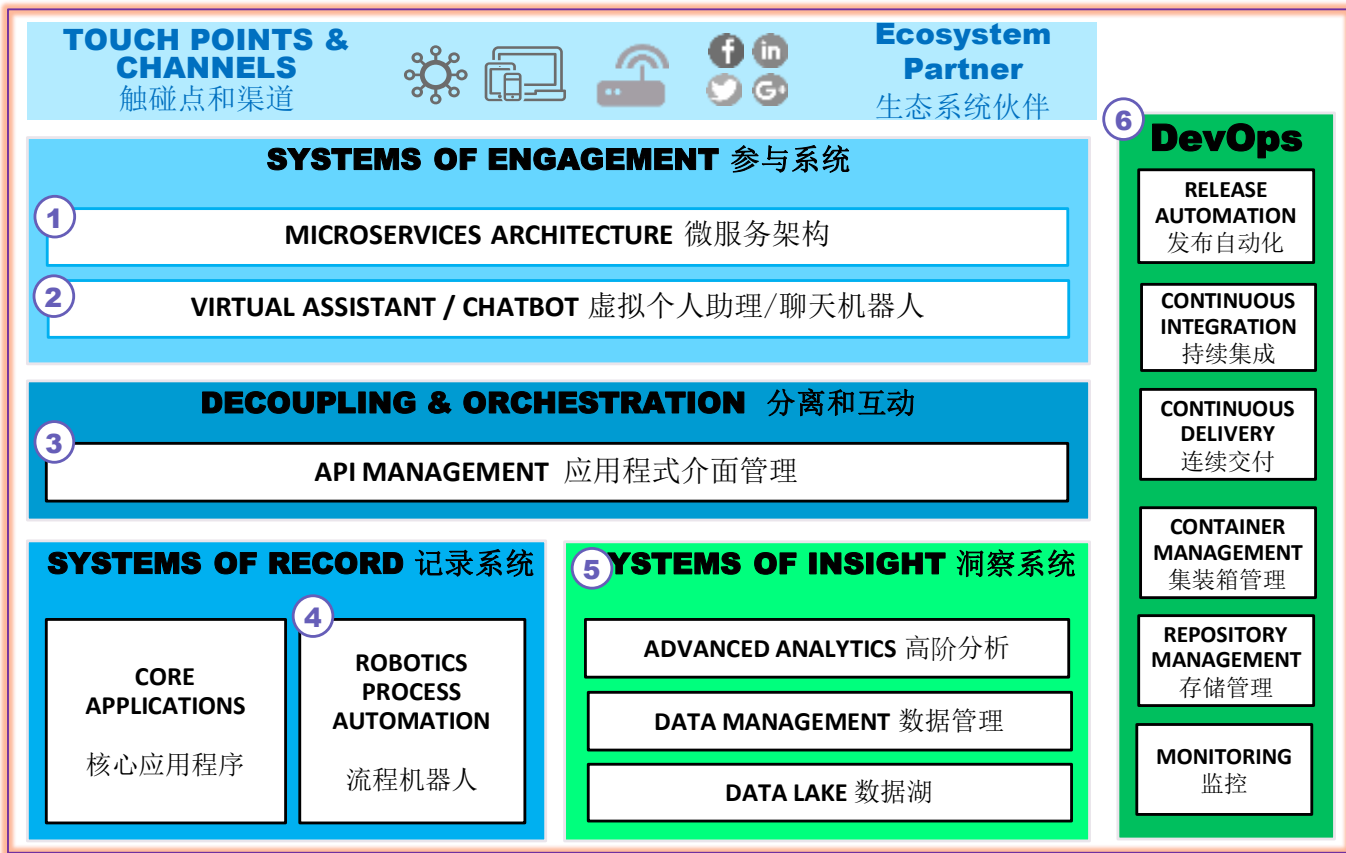 TOUCH POINTS &
CHANNELS
触碰点和渠道
f in
G+
Ecosystem
Partner
生态系统伙伴
SYSTEMS OF ENGAGEMENT 参与系统
1
MICROSERVICES ARCHITECTURE 微服务架构
2
VIRTUAL ASSISTANT / CHATBOT 虚拟个人助理/聊天机器人
DECOUPLING & ORCHESTRATION 分离和互动
3
API MANAGEMENT 应用程式介面管理
SYSTEMS OF RECORD 记录系统
CORE
APPLICATIONS
核心应用程序
4
ROBOTICS
PROCESS
AUTOMATION
流程机器人
5
YSTEMS OF INSIGHT 洞察系统
ADVANCED ANALYTICS 高阶分析
DATA MANAGEMENT 数据管理
DATA LAKE 数据湖
6
DevOps
RELEASE
AUTOMATION
发布自动化
CONTINUOUS
INTEGRATION
持续集成
CONTINUOUS
DELIVERY
连续交付
CONTAINER
MANAGEMENT
集装箱管理
REPOSITORY
MANAGEMENT
存储管理
MONITORING
监控